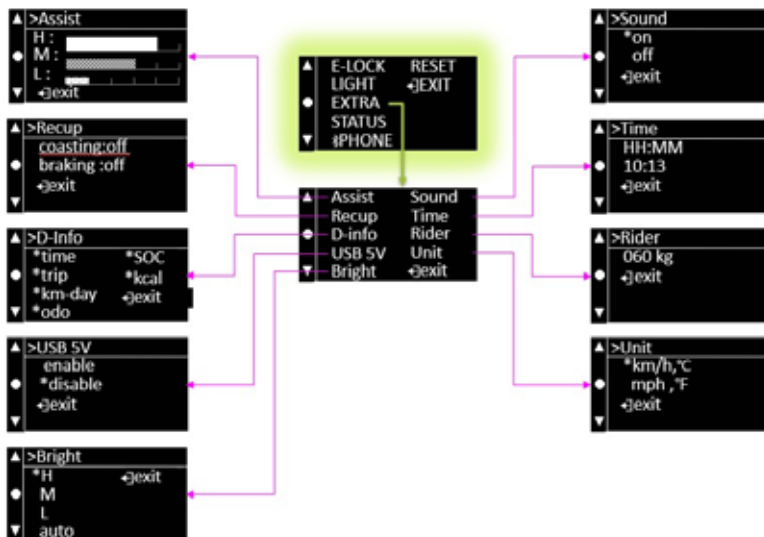 >Assist
H :
M :
L :
exit
>Recup
coasting:off
braking :off
exit
>D-Info
*time *SOC
*trip *kcal
*km-day exit
*odo
>USB 5V
enable
*disable
exit
>Bright
*H exit
M
L
auto
E-LOCK RESET
LIGHT EXIT
EXTRA
STATUS
PHONE
Assist Sound
Recup Time
D-info Rider
USB 5V Unit
Bright exit
>Sound
*on
off
exit
>Time
HH:MM
10:13
exit
>Rider
060 kg
exit
>Unit
*km/h,℃
mph ,℉
exit